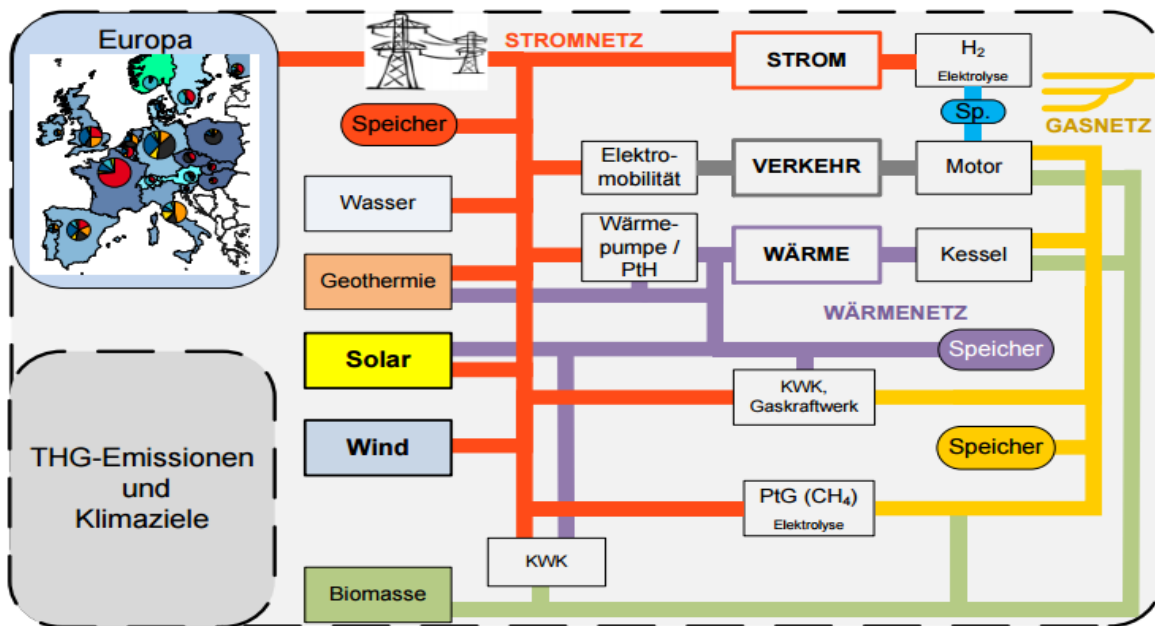 Europa
STROMNETZ
STROM
H₂
Elektrolyse
Speicher
Sp.
GASNETZ
Elektro-
mobilität
VERKEHR
Motor
Wasser
Wärme-
pumpe /
PtH
WÄRME
Kessel
Geothermie
WÄRMENETZ
Solar
Speicher
KWK,
Gaskraftwerk
Wind
Speicher
THG-Emissionen
und
Klimaziele
PtG (CH₄)
Elektrolyse
KWK
Biomasse